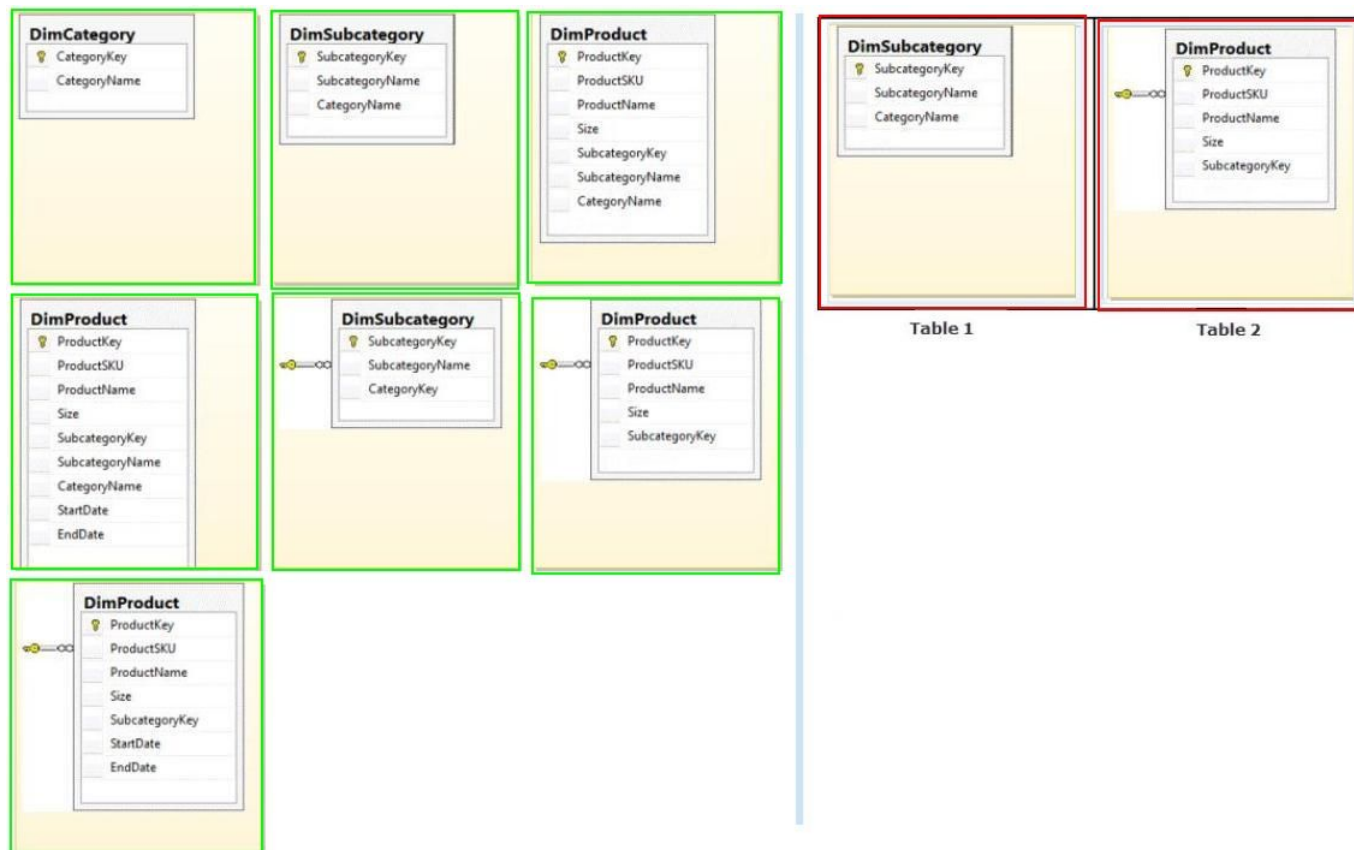 DimCategory
CategoryKey
CategoryName
DimSubcategory
SubcategoryKey
SubcategoryName
CategoryName
DimProduct
ProductKey
ProductSKU
ProductName
Size
SubcategoryKey
SubcategoryName
CategoryName
DimProduct
ProductKey
ProductSKU
ProductName
Size
SubcategoryKey
SubcategoryName
CategoryName
StartDate
EndDate
DimSubcategory
SubcategoryKey
SubcategoryName
CategoryKey
DimProduct
ProductKey
ProductSKU
ProductName
Size
SubcategoryKey
DimProduct
ProductKey
ProductSKU
ProductName
Size
SubcategoryKey
StartDate
EndDate
DimSubcategory
SubcategoryKey
SubcategoryName
CategoryName
Table 1
DimProduct
ProductKey
ProductSKU
ProductName
Size
SubcategoryKey
Table 2